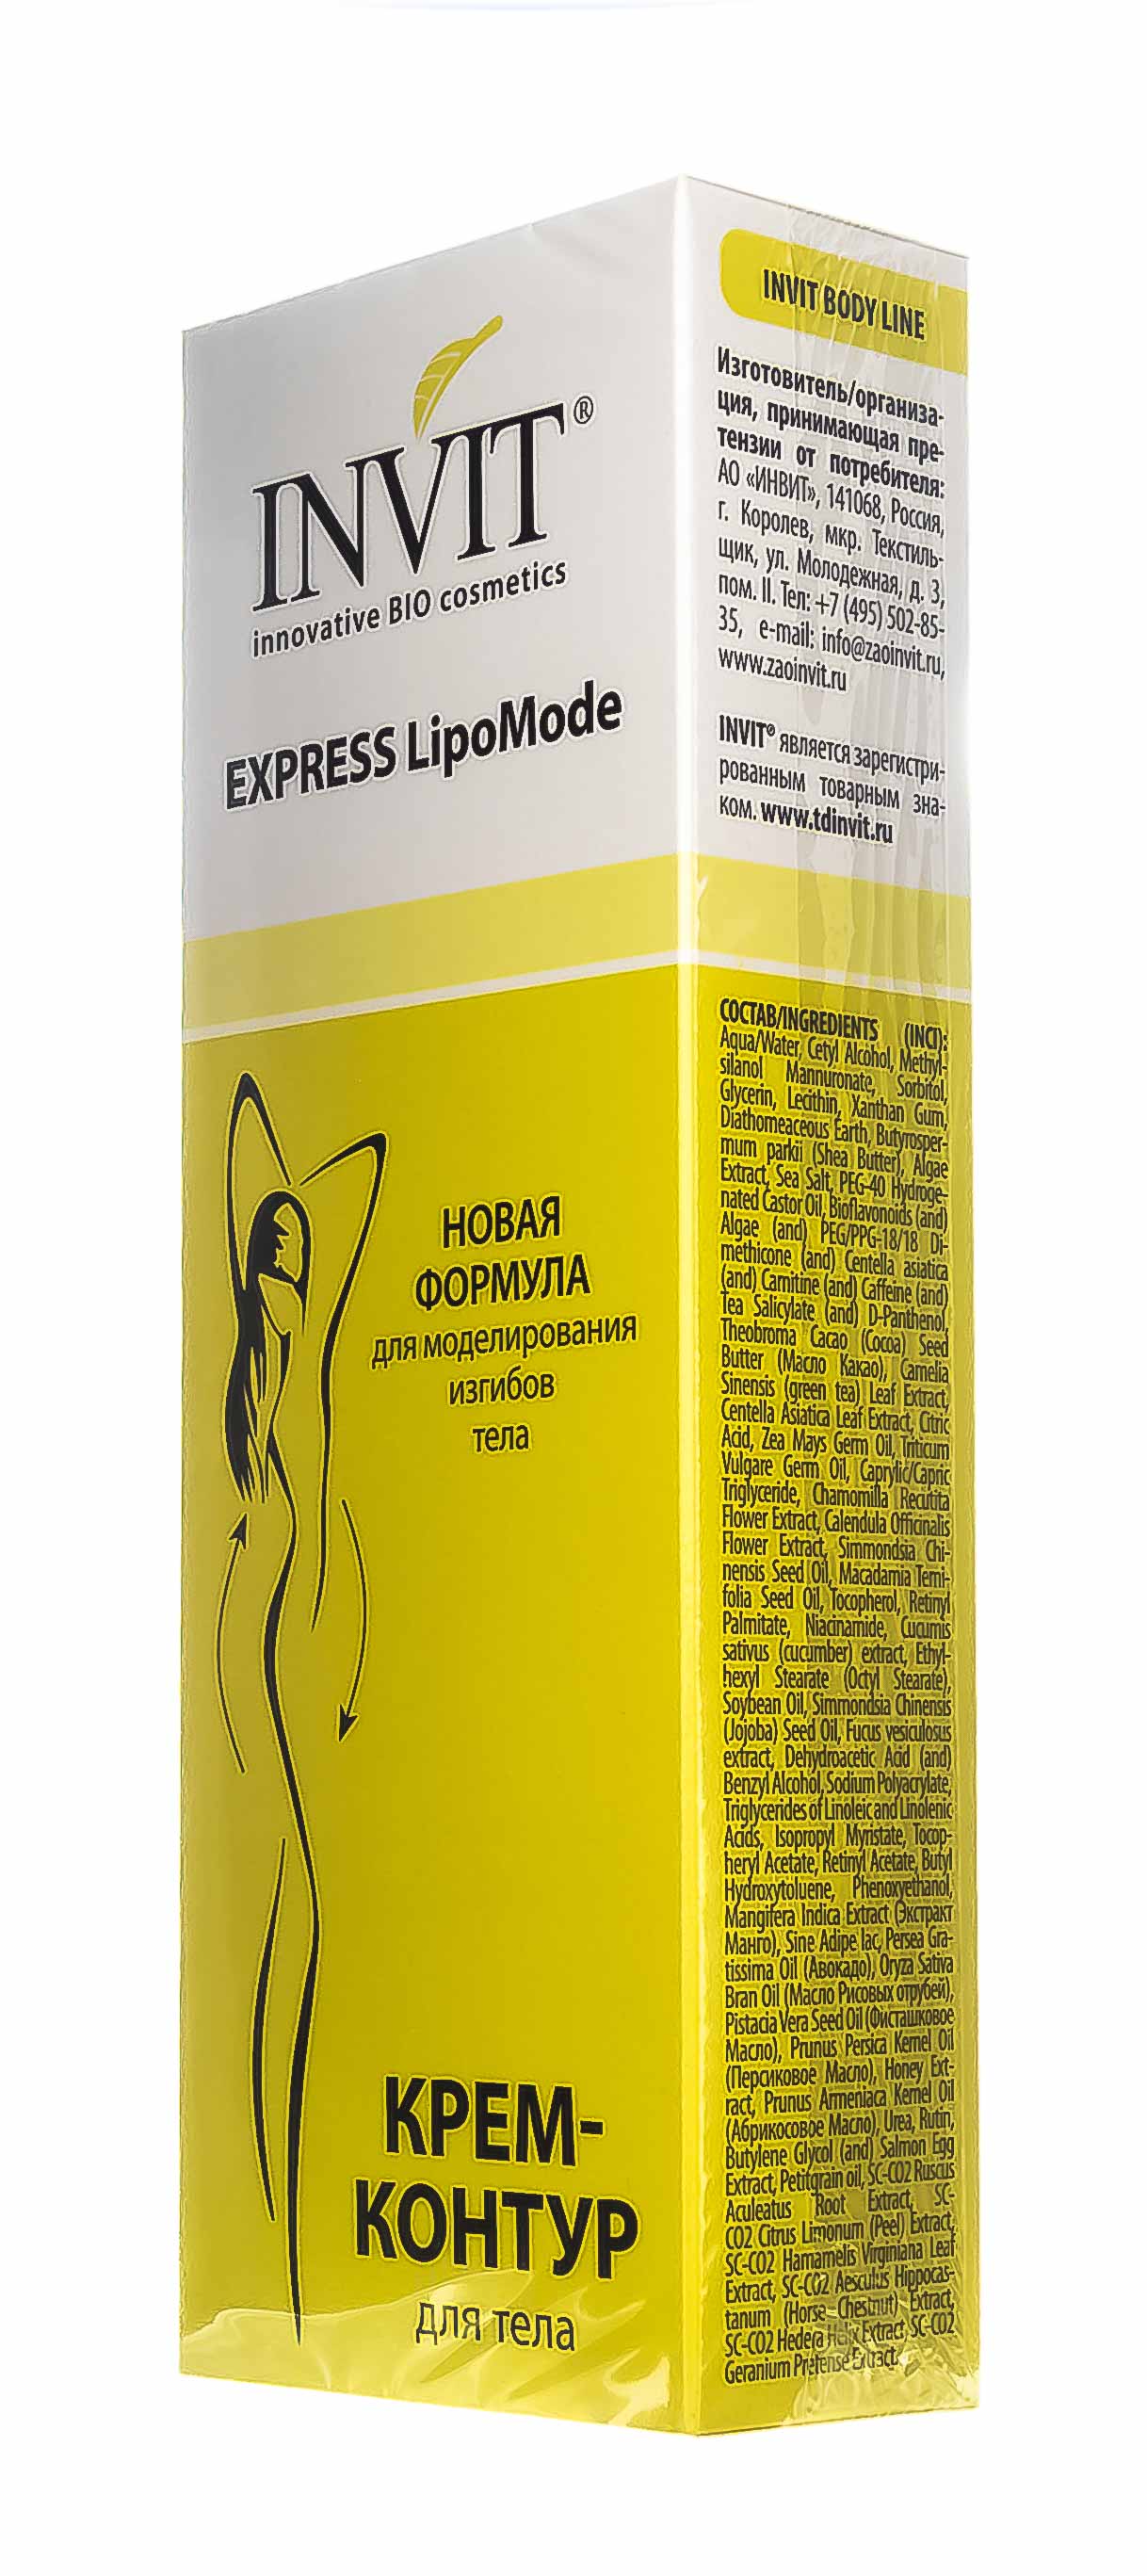 INVIT®
innovative BIO cosmetics
EXPRESS LipoMode
НОВАЯ
ФОРМУЛА
для моделирования
изгибов
тела
КРЕМ-
КОНТУР
для тела
INVIT BODY LINE
Изготовитель/организа-
ция, принимающая пре-
тензии от потребителя:
АО «ИНВИТ», 141068, Россия,
г. Королев, мкр. Текстиль-
щик, ул. Молодежная, д. 3,
пом. II. Тел: +7 (495) 502-85-
35, e-mail: info@zaoinvit.ru,
www.zaoinvit.ru
INVIT® является зарегистри-
рованным товарным зна-
ком. www.tdinvit.ru
СОСТАВ/INGREDIENTS (INCI):
Aqua/Water, Cetyl Alcohol, Methyl-
silanol Mannuronate, Sorbitol,
Glycerin, Lecithin, Xanthan Gum,
Diathomeaceous Earth, Butyrosper-
mum parkii (Shea Butter), Algae
Extract, Sea Salt, PEG-40 Hydroge-
nated Castor Oil, Bioflavonoids (and)
Algae (and) PEG/PPG-18/18 Di-
methicone (and) Centella asiatica
(and) Carnitine (and) Caffeine (and)
Tea Salicylate (and) D-Panthenol,
Theobroma Cacao (Cocoa) Seed
Butter (Масло Какао), Camelia
Sinensis (green tea) Leaf Extract,
Centella Asiatica Leaf Extract, Citric
Acid, Zea Mays Germ Oil, Triticum
Vulgare Germ Oil, Caprylic/Capric
Triglyceride, Chamomilla Recutita
Flower Extract, Calendula Officinalis
Flower Extract, Simmondsia Chi-
nensis Seed Oil, Macadamia Terni-
folia Seed Oil, Tocopherol, Retinyl
Palmitate, Niacinamide, Cucumis
sativus (cucumber) extract, Ethyl-
hexyl Stearate (Octyl Stearate),
Soybean Oil, Simmondsia Chinensis
(Jojoba) Seed Oil, Fucus vesiculosus
extract, Dehydroacetic Acid (and)
Benzyl Alcohol, Sodium Polyacrylate,
Triglycerides of Linoleic and Linolenic
Acids, Isopropyl Myristate, Tocop-
heryl Acetate, Retinyl Acetate, Butyl
Hydroxytoluene, Phenoxyethanol,
Mangifera Indica Extract (Экстракт
Манго), Sine Adipe lac, Persea Gra-
tissima Oil (Авокадо), Oryza Sativa
Bran Oil (Масло Рисовых отрубей),
Pistacia Vera Seed Oil (Фисташковое
Масло), Prunus Persica Kernel Oil
(Персиковое Масло), Honey Ext-
ract, Prunus Armeniaca Kernel Oil
(Абрикосовое Масло), Urea, Rutin,
Butylene Glycol (and) Salmon Egg
Extract, Petitgrain oil, SC-CO2 Ruscus
Aculeatus Root Extract, SC-
CO2 Citrus Limonum (Peel) Extract,
SC-CO2 Hamamelis Virginiana Leaf
Extract, SC-CO2 Aesculus Hippocas-
tanum (Horse Chestnut) Extract,
SC-CO2 Hedera Helix Extract, SC-CO2
Geranium Pratense Extract.